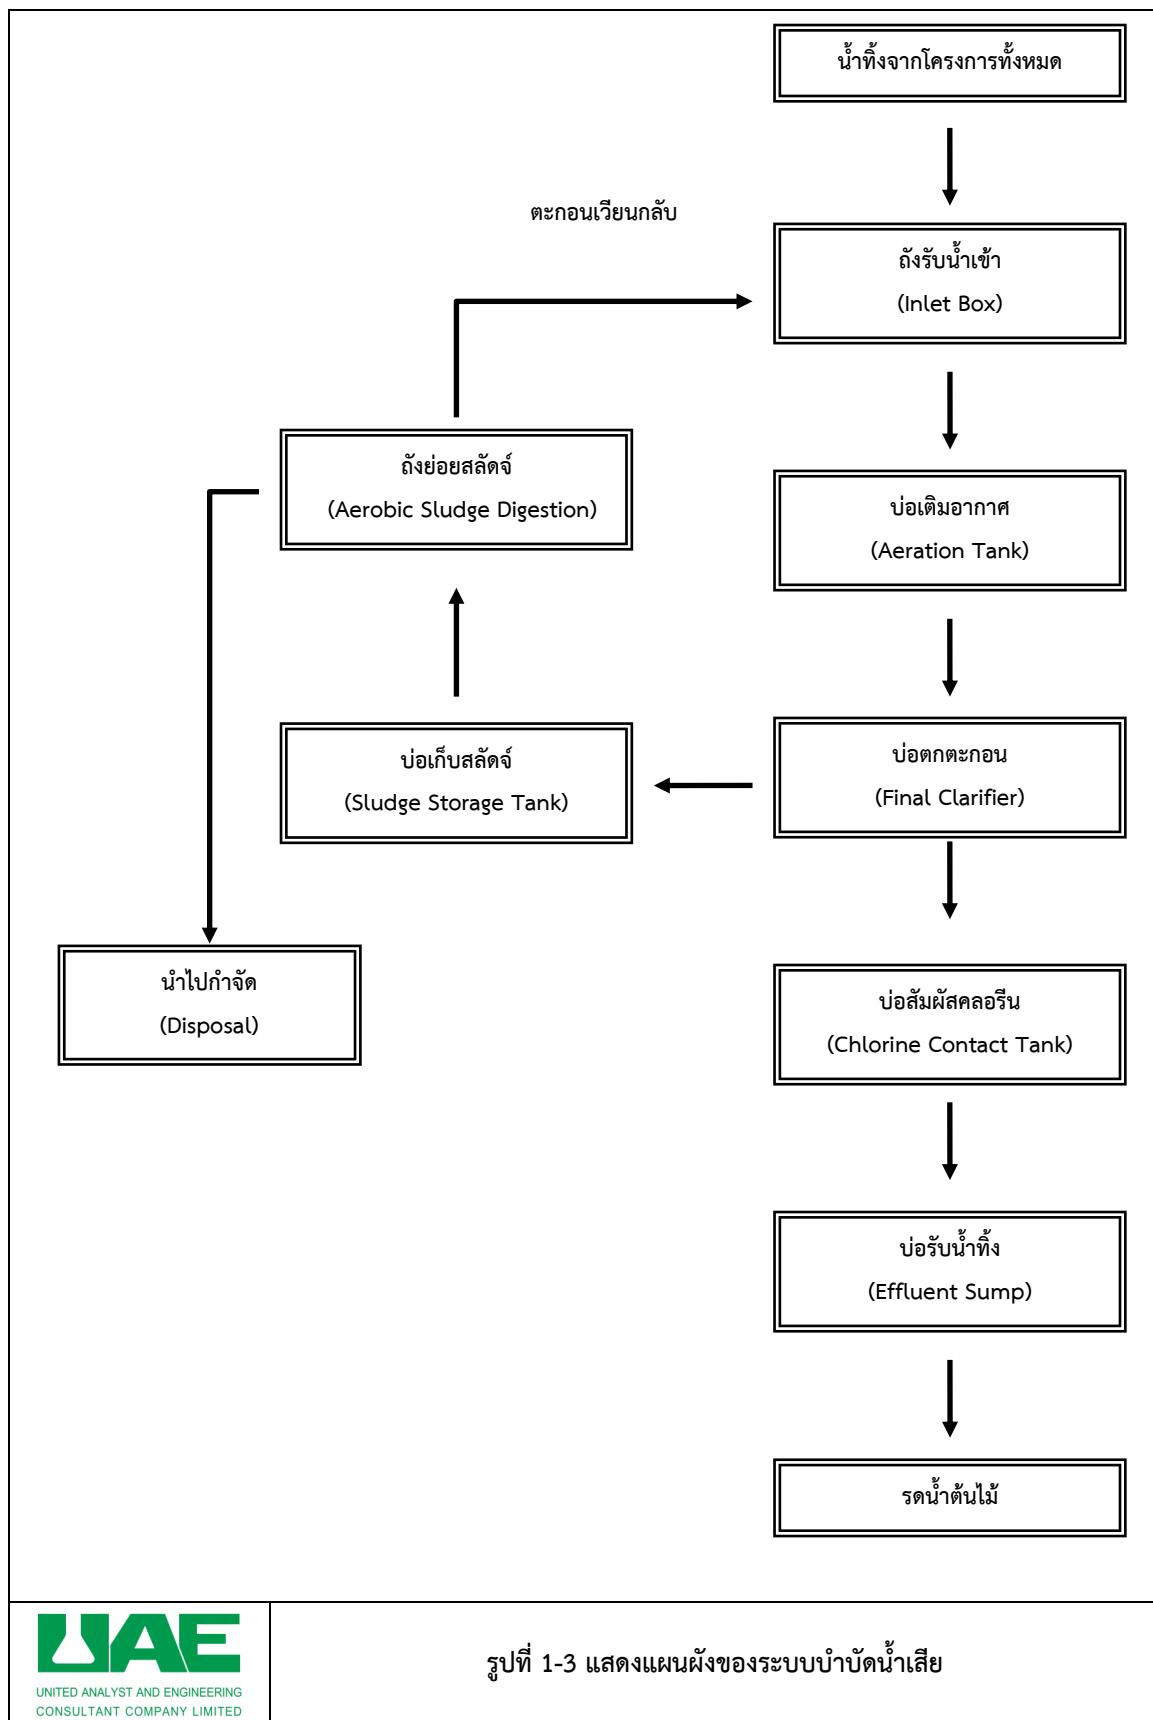 น้ำทิ้งจากโครงการทั้งหมด
ตะกอนเวียนกลับ
ถังรับน้ำเข้า
(Inlet Box)
ถังย่อยสลัดจ์
(Aerobic Sludge Digestion)
บ่อเติมอากาศ
(Aeration Tank)
บ่อเก็บสลัดจ์
(Sludge Storage Tank)
บ่อตกตะกอน
(Final Clarifier)
นำไปกำจัด
(Disposal)
บ่อสัมผัสคลอรีน
(Chlorine Contact Tank)
บ่อรับน้ำทิ้ง
(Effluent Sump)
รดน้ำต้นไม้
UAE
UNITED ANALYST AND ENGINEERING
CONSULTANT COMPANY LIMITED
รูปที่ 1-3 แสดงแผนผังของระบบบำบัดน้ำเสีย